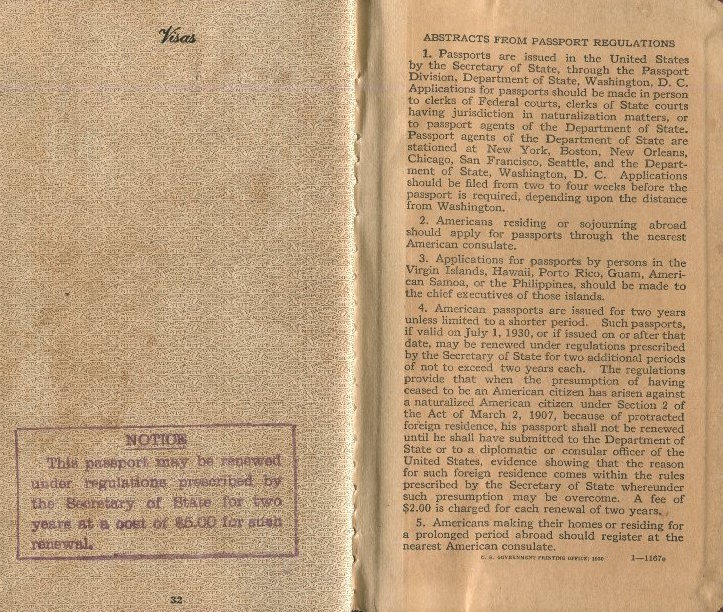 Visas
NOTICE
This passport may be renewed
under regulations prescribed by
the Secretary of State for two
years at a cost of $5.00 for such
renewal.
32
ABSTRACTS FROM PASSPORT REGULATIONS
1. Passports are issued in the United States
by the Secretary of State, through the Passport
Division, Department of State, Washington, D. C.
Applications for passports should be made in person
to clerks of Federal courts, clerks of State courts
having jurisdiction in naturalization matters, or
to passport agents of the Department of State.
Passport agents of the Department of State are
stationed at New York, Boston, New Orleans,
Chicago, San Francisco, Seattle, and the Depart-
ment of State, Washington, D. C. Applications
should be filed from two to four weeks before the
passport is required, depending upon the distance
from Washington.
2. Americans residing or sojourning abroad
should apply for passports through the nearest
American consulate.
3. Applications for passports by persons in the
Virgin Islands, Hawaii, Porto Rico, Guam, Ameri-
can Samoa, or the Philippines, should be made to
the chief executives of those islands.
4. American passports are issued for two years
unless limited to a shorter period. Such passports,
if valid on July 1, 1930, or if issued on or after that
date, may be renewed under regulations prescribed
by the Secretary of State for two additional periods
of not to exceed two years each. The regulations
provide that when the presumption of having
ceased to be an American citizen has arisen against
a naturalized American citizen under Section 2 of
the Act of March 2, 1907, because of protracted
foreign residence, his passport shall not be renewed
until he shall have submitted to the Department of
State or to a diplomatic or consular officer of the
United States, evidence showing that the reason
for such foreign residence comes within the rules
prescribed by the Secretary of State whereunder
such presumption may be overcome. A fee of
$2.00 is charged for each renewal of two years.
5. Americans making their homes or residing for
a prolonged period abroad should register at the
nearest American consulate.
U. S. GOVERNMENT PRINTING OFFICE: 1930 1—1167e